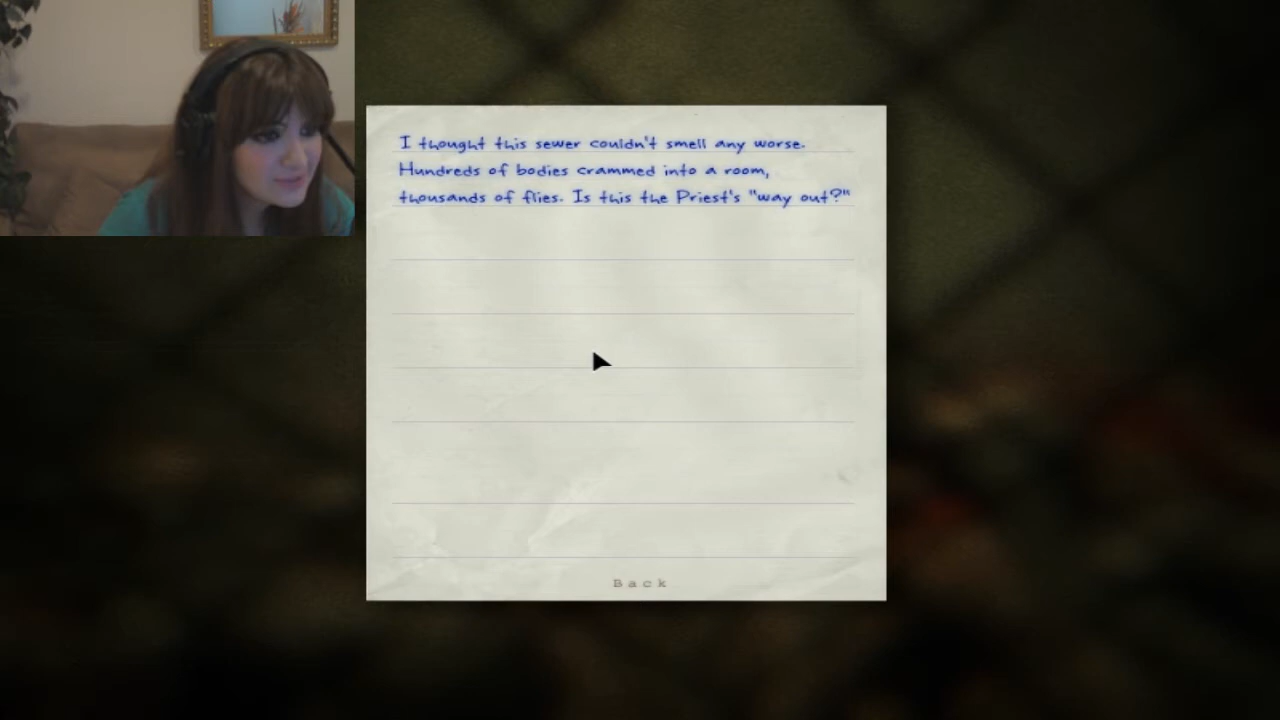 I thought this sewer couldn't smell any worse.
Hundreds of bodies crammed into a room,
thousands of flies. Is this the Priest's "way out?"
Back